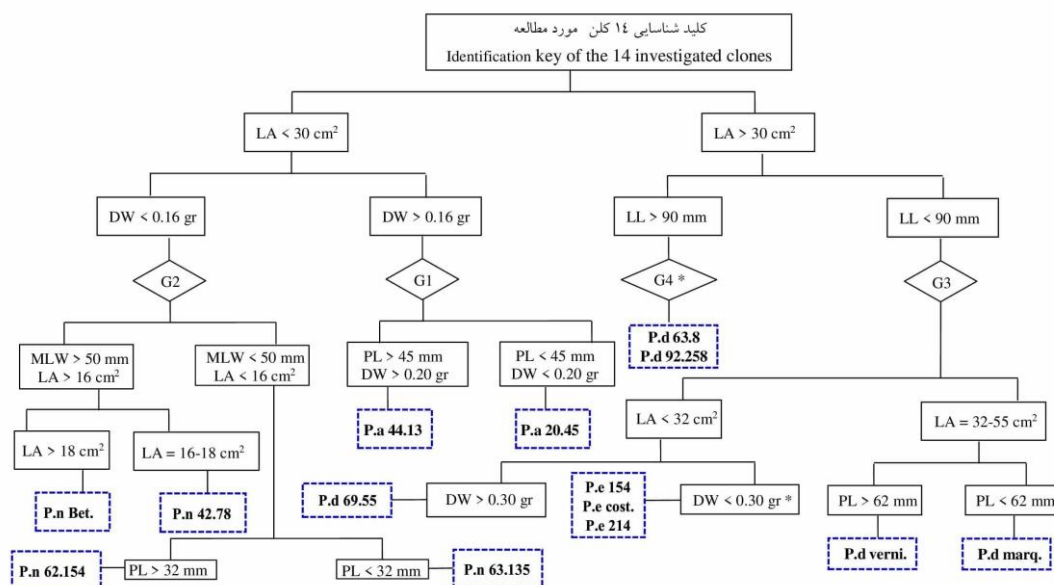 کلید شناسایی ١٤ کلن مورد مطالعه
Identification key of the 14 investigated clones
LA < 30 cm²
LA > 30 cm²
DW < 0.16 gr
DW > 0.16 gr
LL > 90 mm
LL < 90 mm
G2
G1
G4 *
G3
P.d 63.8
P.d 92.258
MLW > 50 mm
LA > 16 cm²
MLW < 50 mm
LA < 16 cm²
PL > 45 mm
DW > 0.20 gr
PL < 45 mm
DW < 0.20 gr
P.a 44.13
P.a 20.45
LA < 32 cm²
LA = 32-55 cm²
LA > 18 cm²
LA = 16-18 cm²
P.n Bet.
P.n 42.78
P.d 69.55
DW > 0.30 gr
P.e 154
P.e cost.
P.e 214
DW < 0.30 gr *
PL > 62 mm
PL < 62 mm
P.d verni.
P.d marq.
P.n 62.154
PL > 32 mm
PL < 32 mm
P.n 63.135